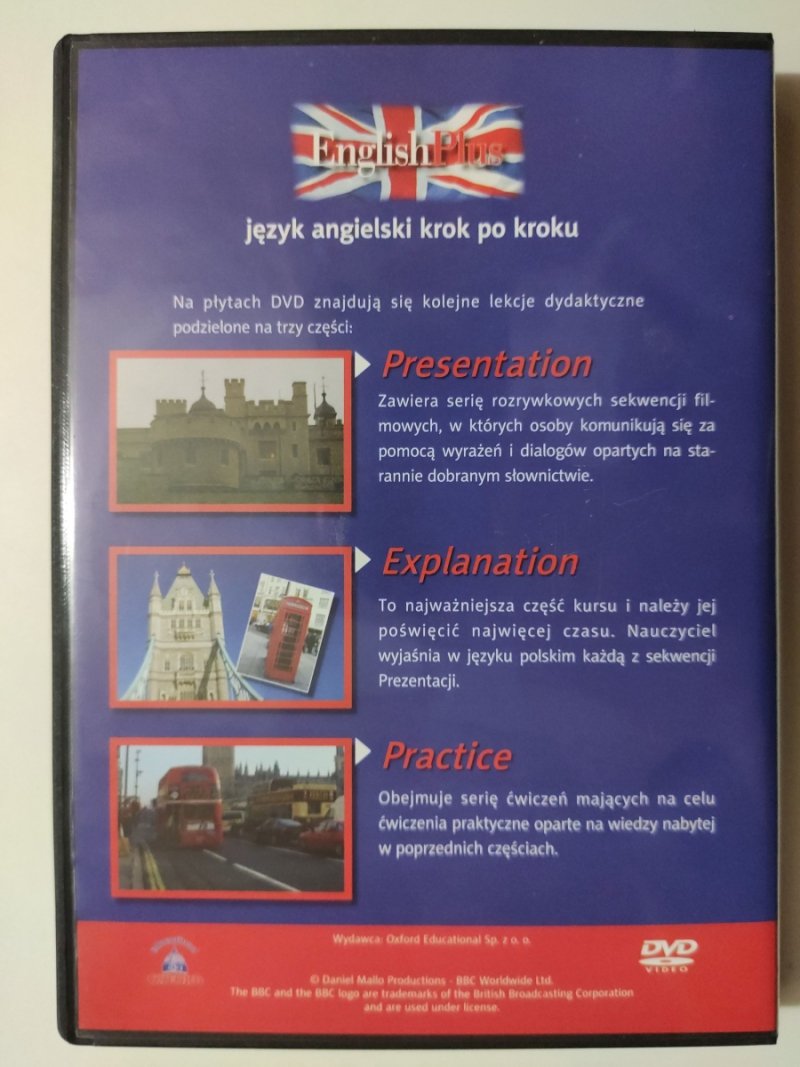 EnglishPlus
język angielski krok po kroku
Na płytach DVD znajdują się kolejne lekcje dydaktyczne
podzielone na trzy części:
Presentation
Zawiera serię rozrywkowych sekwencji fil-
mowych, w których osoby komunikują się za
pomocą wyrażeń i dialogów opartych na sta-
rannie dobranym słownictwie.
Explanation
To najważniejsza część kursu i należy jej
poświęcić najwięcej czasu. Nauczyciel
wyjaśnia w języku polskim każdą z sekwencji
Prezentacji.
Practice
Obejmuje serię ćwiczeń mających na celu
ćwiczenia praktyczne oparte na wiedzy nabytej
w poprzednich częściach.
Wydawca: Oxford Educational Sp. z o. o.
DVD
VIDEO
© Daniel Mallo Productions - BBC Worldwide Ltd.
The BBC and the BBC logo are trademarks of the British Broadcasting Corporation
and are used under license.